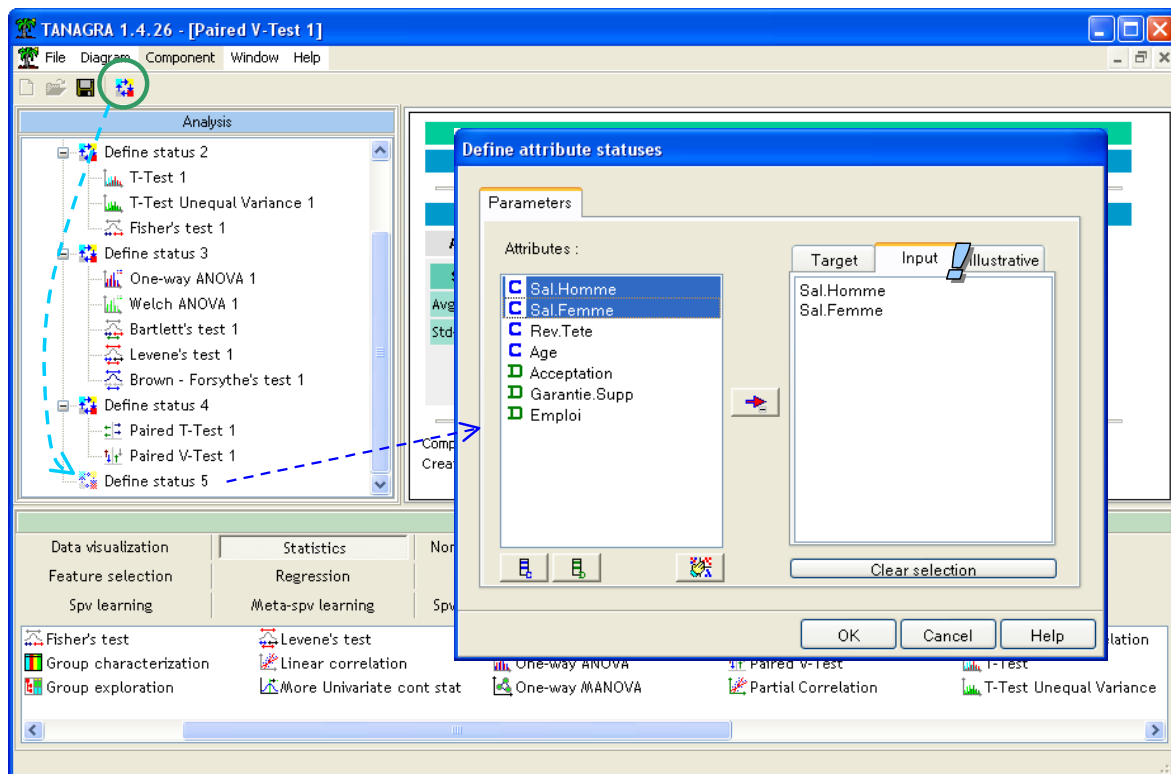 TANAGRA 1.4.26 - [Paired V-Test 1]
File Diagram Component Window Help
Analysis
Define status 2
T-Test 1
T-Test Unequal Variance 1
Fisher's test 1
Define status 3
One-way ANOVA 1
Welch ANOVA 1
Bartlett's test 1
Levene's test 1
Brown - Forsythe's test 1
Define status 4
Paired T-Test 1
Paired V-Test 1
Define status 5
Define attribute statuses
Parameters
Attributes :
C Sal.Homme
C Sal.Femme
C Rev.Tete
C Age
D Acceptation
D Garantie.Supp
D Emploi
Target Input Illustrative
Sal.Homme
Sal.Femme
Clear selection
OK Cancel Help
Avg
Std
Comp
Crea
Data visualization Statistics Non
Feature selection Regression
Spv learning Meta-spv learning Spv
Fisher's test Levene's test
Group characterization Linear correlation One-way ANOVA Paired V-Test T-Test
Group exploration More Univariate cont stat One-way MANOVA Partial Correlation T-Test Unequal Variance